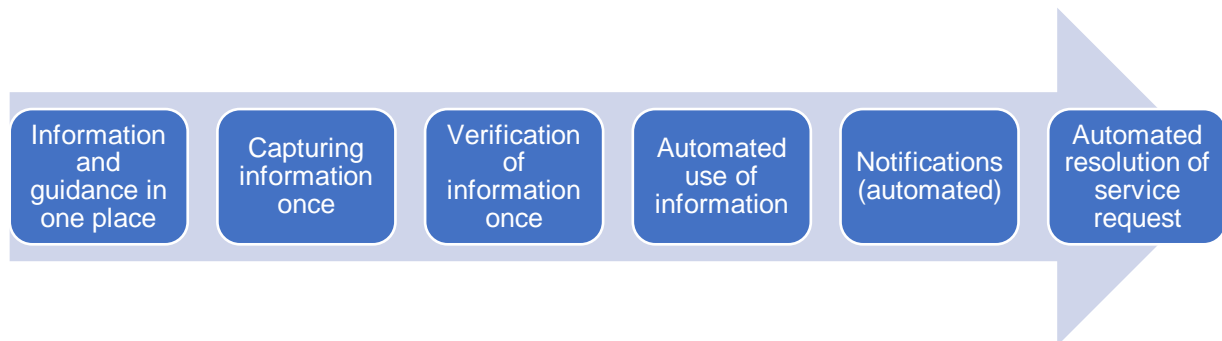 Information
and
guidance in
one place
Capturing
information
once
Verification
of
information
once
Automated
use of
information
Notifications
(automated)
Automated
resolution of
service
request